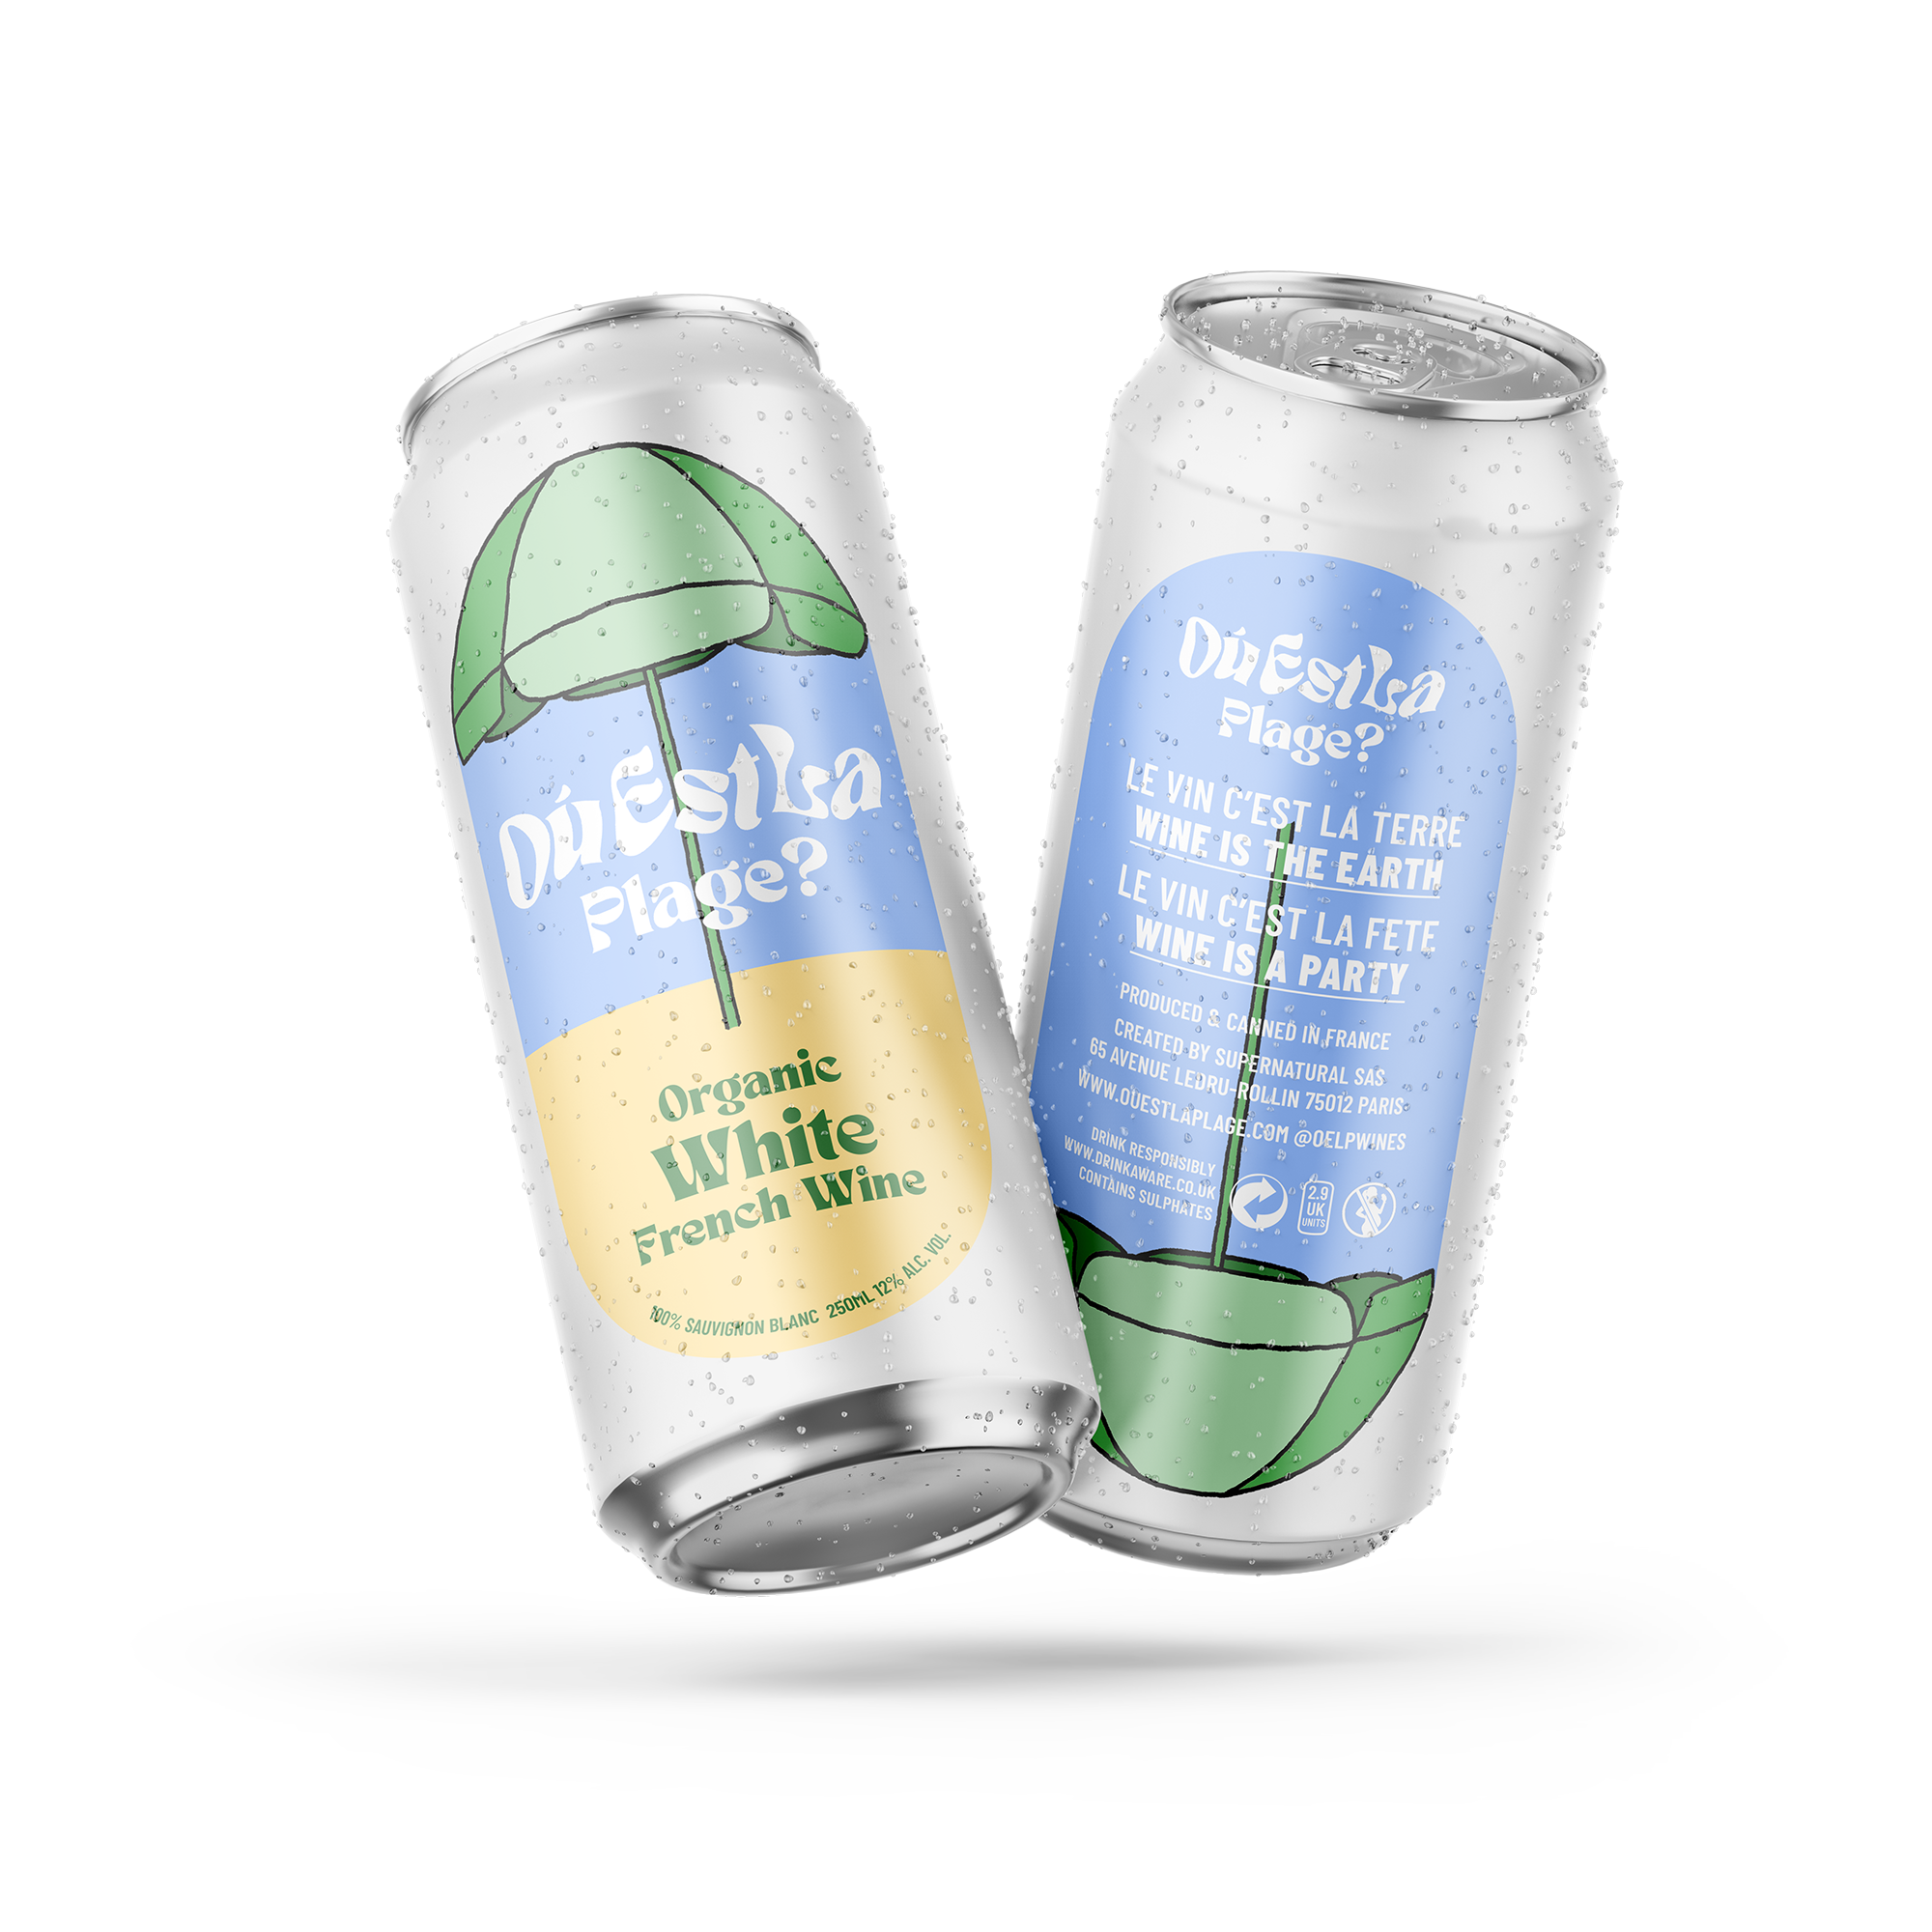 Oú Est La
Plage?
Organic
White
French Wine
100% SAUVIGNON BLANC 250ML 12% ALC. VOL.
Oú Est La
Plage?
LE VIN C'EST LA TERRE
WINE IS THE EARTH
LE VIN C'EST LA FETE
WINE IS A PARTY
PRODUCED & CANNED IN FRANCE
CREATED BY SUPERNATURAL SAS
65 AVENUE LEDRU-ROLLIN 75012 PARIS
WWW.OUESTLAPLAGE.COM @OELPWINES
DRINK RESPONSIBLY
WWW.DRINKAWARE.CO.UK
CONTAINS SULPHATES
2.9
UK
UNITS